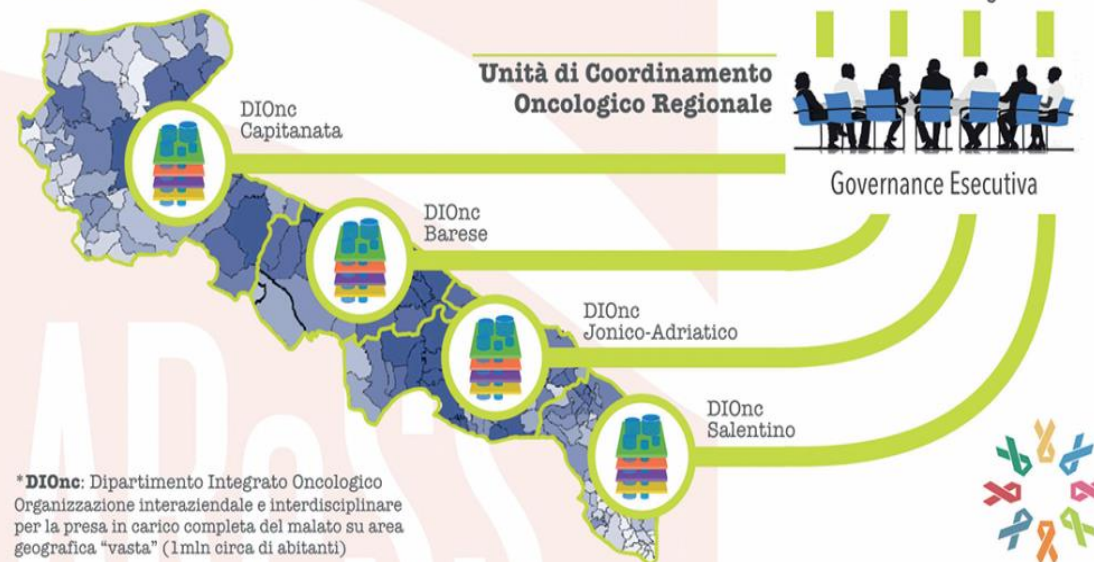 Unità di Coordinamento
Oncologico Regionale
DIOnc
Capitanata
Governance Esecutiva
DIOnc
Barese
DIOnc
Jonico-Adriatico
DIOnc
Salentino
*DIOnc: Dipartimento Integrato Oncologico
Organizzazione interaziendale e interdisciplinare
per la presa in carico completa del malato su area
geografica “vasta” (1mln circa di abitanti)
AReSS